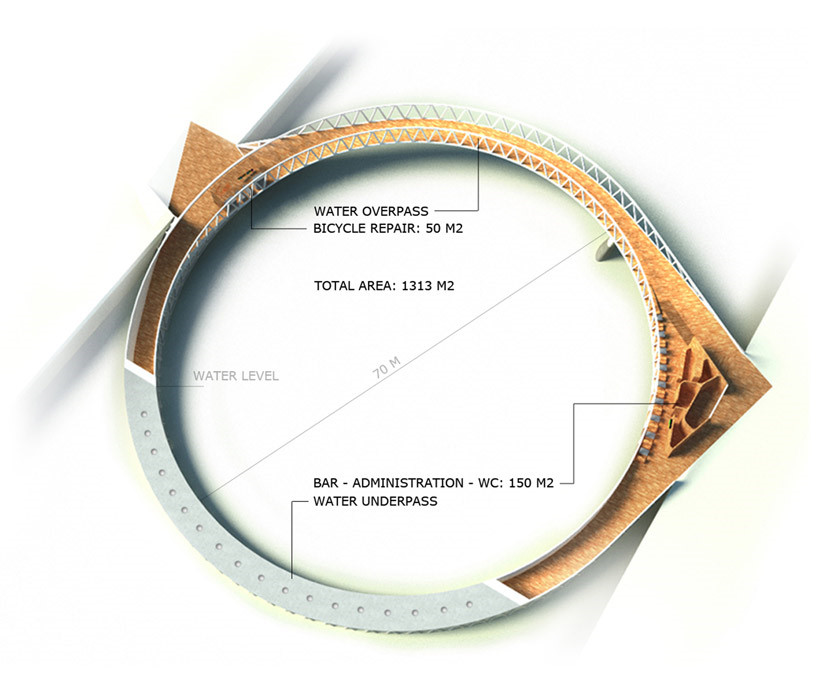 WATER OVERPASS
BICYCLE REPAIR: 50 M2
TOTAL AREA: 1313 M2
70 M
WATER LEVEL
BAR - ADMINISTRATION - WC: 150 M2
WATER UNDERPASS